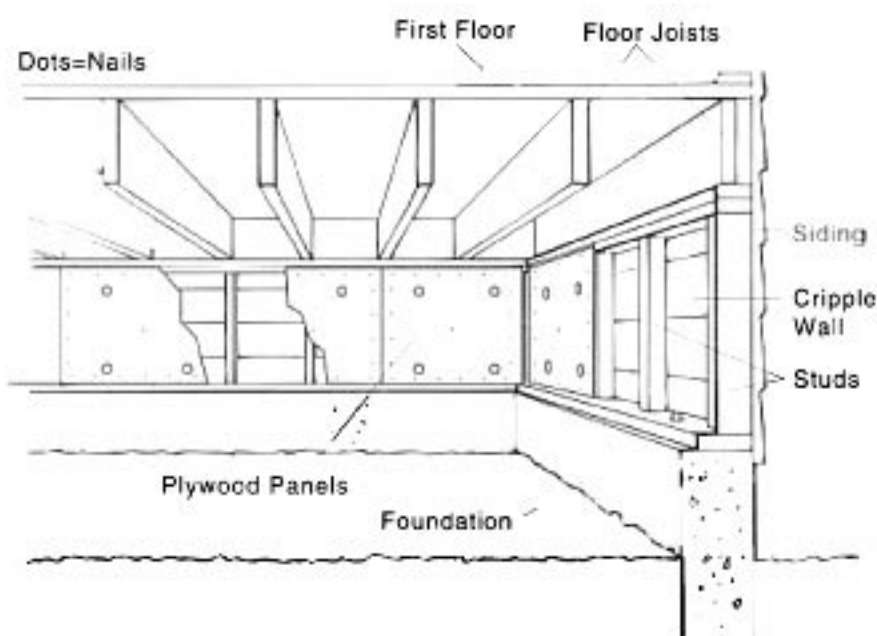 First Floor
Floor Joists
Dots=Nails
Siding
Cripple
Wall
Studs
Plywood Panels
Foundation